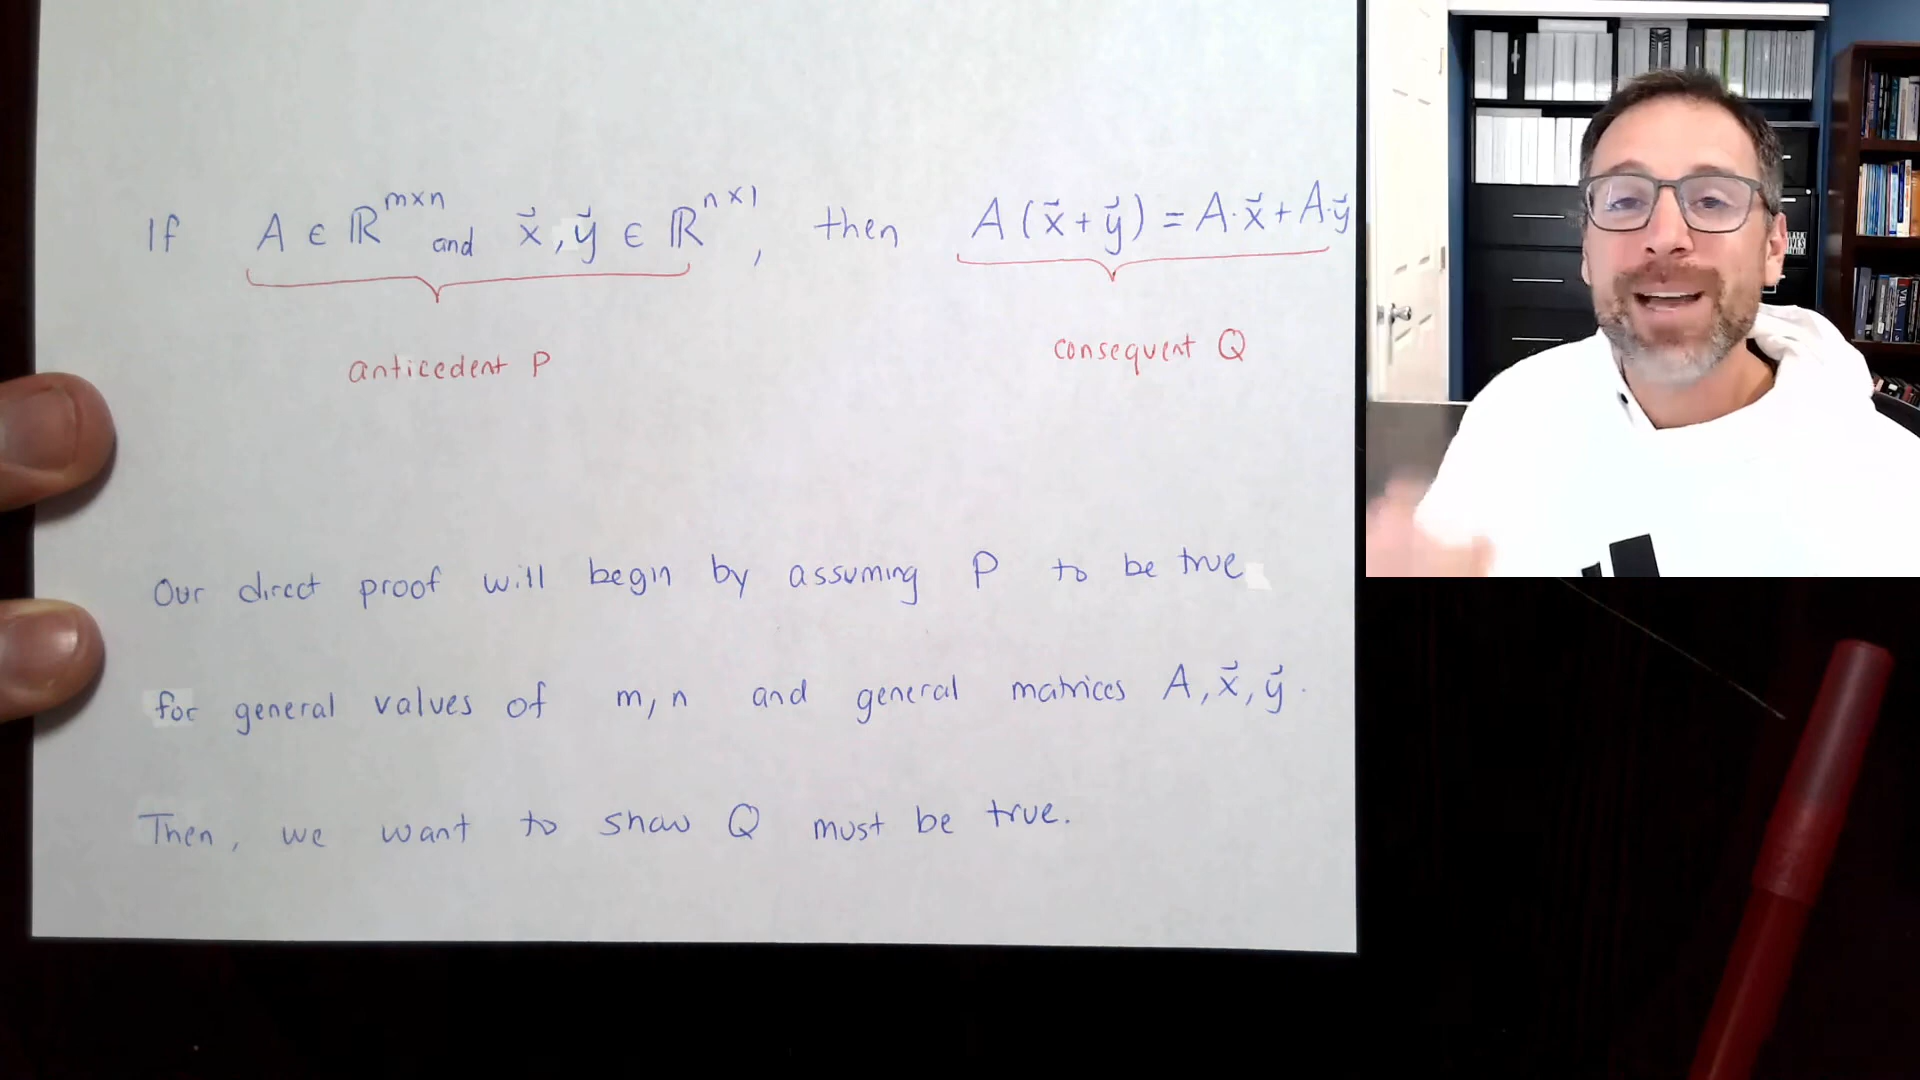 If A ∈ ℝ^{m×n} and x⃗, y⃗ ∈ ℝ^{n×1}, then A(x⃗ + y⃗) = A·x⃗ + A·y⃗
anticedent P
consequent Q
Our direct proof will begin by assuming P to be true
for general values of m, n and general matrices A, x⃗, y⃗.
Then, we want to show Q must be true.